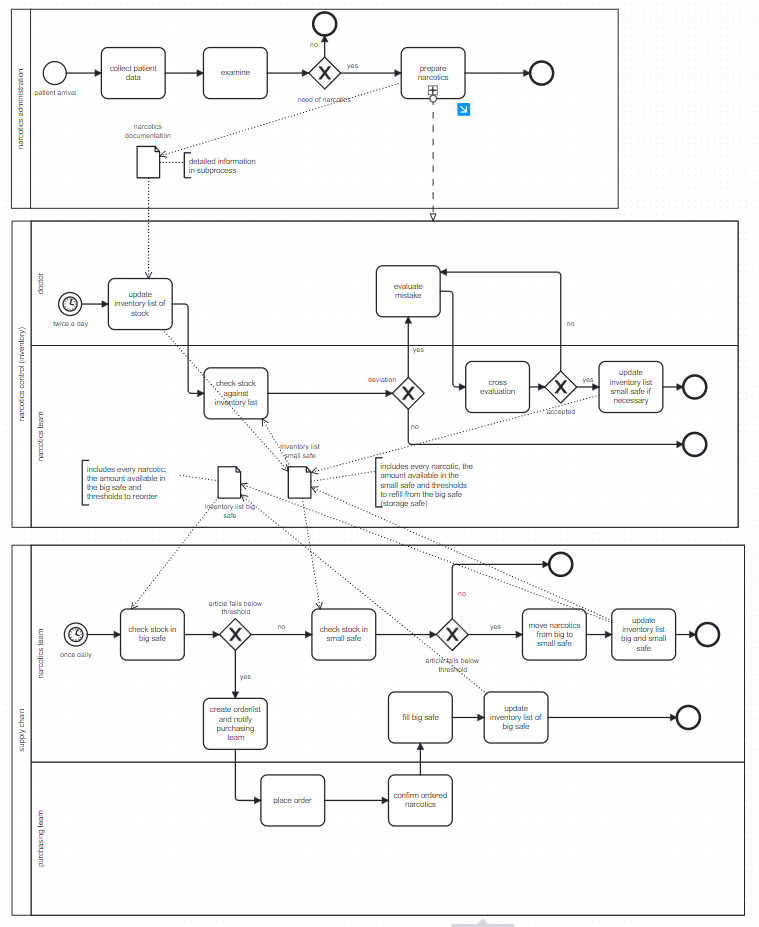 narcotics administration
patient arrival
collect patient
data
examine
no
yes
need of narcotics
prepare
narcotics
narcotics
documentation
detailed information
in subprocess
narcotics control (inventory)
doctor
twice a day
update
inventory list of
stock
evaluate
mistake
no
yes
narcotics team
check stock
against
inventory list
deviation
no
cross
evaluation
yes
accepted
update
inventory list
small safe if
necessary
includes every narcotic,
the amount available in
the big safe and
thresholds to reorder
inventory list big
safe
inventory list
small safe
includes every narcotic, the
amount available in the
small safe and thresholds
to refill from the big safe
(storage safe)
supply chain
narcotics team
once daily
check stock in
big safe
article falls below
threshold
no
yes
check stock in
small safe
no
yes
article falls below
threshold
move narcotics
from big to
small safe
update
inventory list
big and small
safe
create orderlist
and notify
purchasing
team
fill big safe
update
inventory list of
big safe
purchasing team
place order
confirm ordered
narcotics